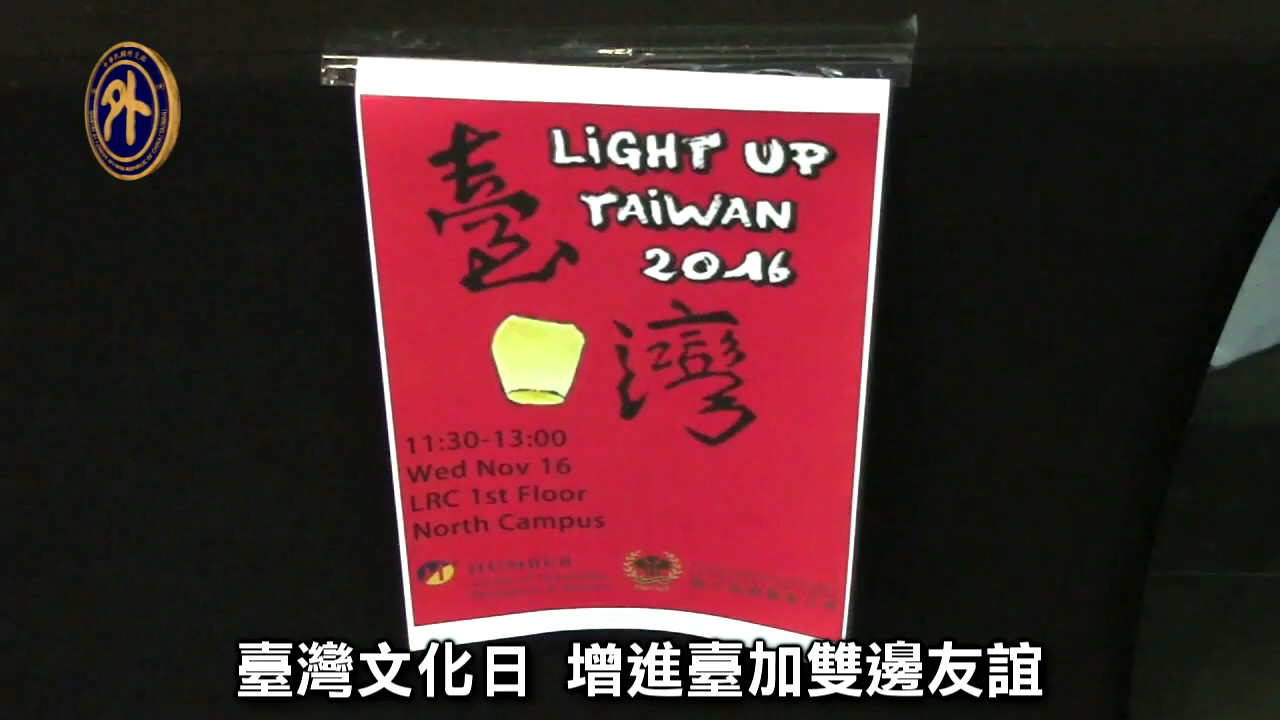 外
臺灣
LiGHT UP
TAiWAN
2016
11:30-13:00
Wed Nov 16
LRC 1st Floor
North Campus
HUMBER
臺灣文化日 增進臺加雙邊友誼